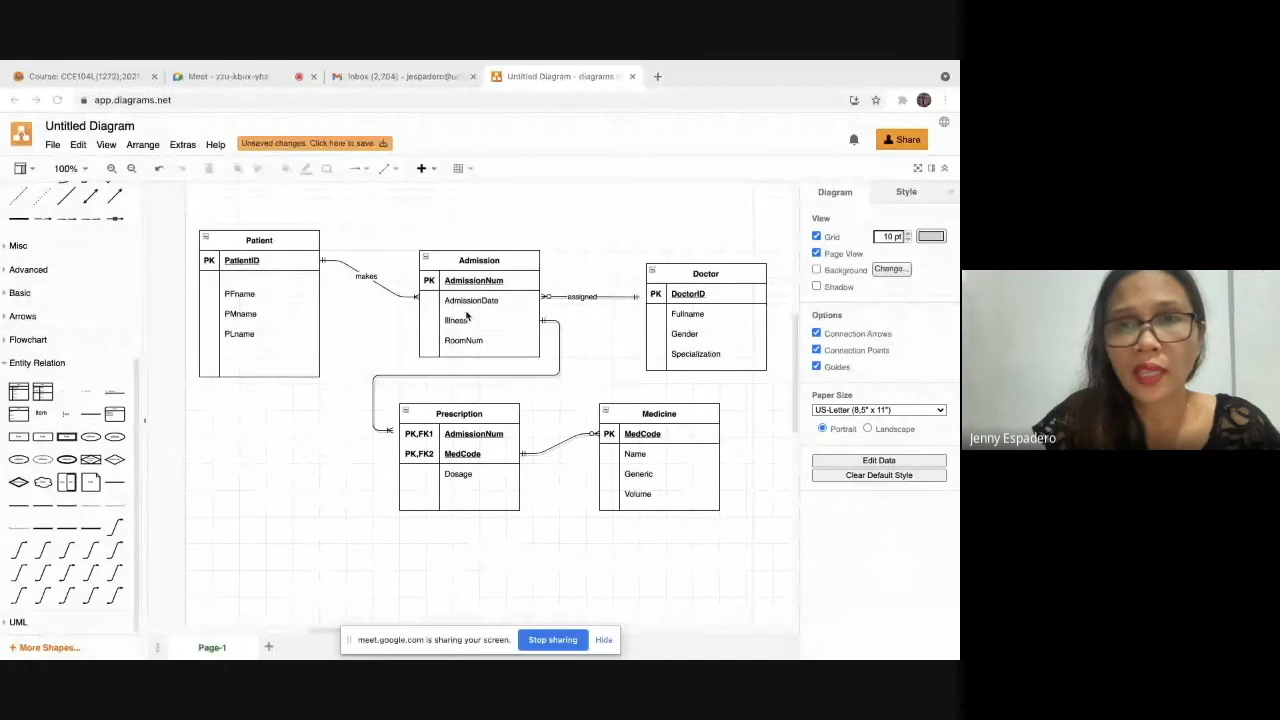 Course: CCE104L(1272);2021
Meet - zzu-kbux-yhz
Inbox (2,704) - jespadero@um
Untitled Diagram - diagrams.n
app.diagrams.net
Untitled Diagram
File Edit View Arrange Extras Help
Unsaved changes. Click here to save.
Share
100%
Diagram
Style
View
Grid
10 pt
Page View
Background
Change...
Shadow
Options
Connection Arrows
Connection Points
Guides
Paper Size
US-Letter (8,5" x 11")
Portrait
Landscape
Edit Data
Clear Default Style
Misc
Advanced
Basic
Arrows
Flowchart
Entity Relation
Item
UML
+ More Shapes...
Patient
PK PatientID
PFname
PMname
PLname
makes
Admission
PK AdmissionNum
AdmissionDate
Illness
RoomNum
assigned
Doctor
PK DoctorID
Fullname
Gender
Specialization
Prescription
PK,FK1 AdmissionNum
PK,FK2 MedCode
Dosage
Medicine
PK MedCode
Name
Generic
Volume
meet.google.com is sharing your screen.
Stop sharing
Hide
Page-1
Jenny Espadero